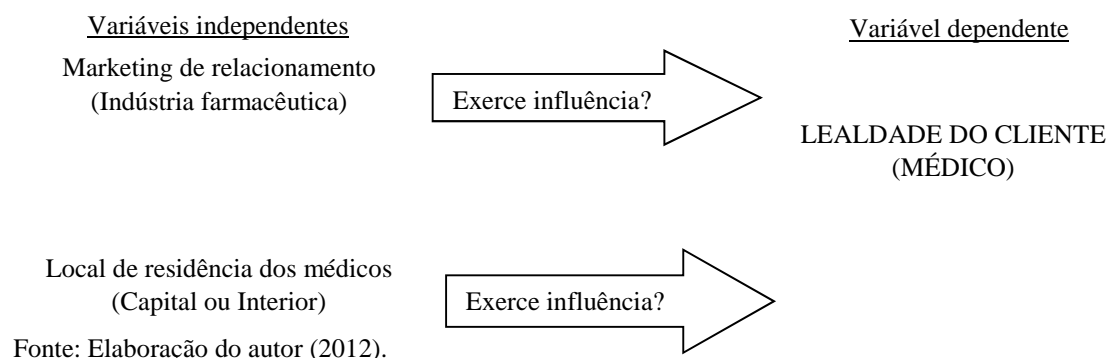 Variáveis independentes
Variável dependente
Marketing de relacionamento
(Indústria farmacêutica)
Exerce influência?
LEALDADE DO CLIENTE
(MÉDICO)
Local de residência dos médicos
(Capital ou Interior)
Exerce influência?
Fonte: Elaboração do autor (2012).